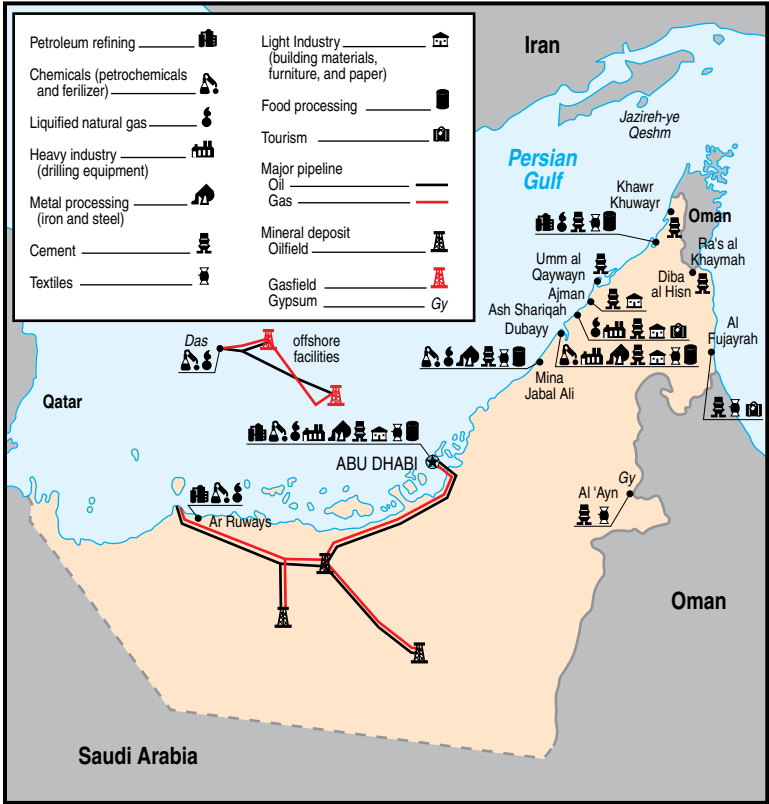 Petroleum refining
Chemicals (petrochemicals
and ferilizer)
Liquified natural gas
Heavy industry
(drilling equipment)
Metal processing
(iron and steel)
Cement
Textiles
Light Industry
(building materials,
furniture, and paper)
Food processing
Tourism
Major pipeline
Oil
Gas
Mineral deposit
Oilfield
Gasfield
Gypsum Gy
Iran
Jazireh-ye
Qeshm
Persian
Gulf
Khawr
Khuwayr
Oman
Ra's al
Khaymah
Umm al
Qaywayn
Diba
al Hisn
Ajman
Ash Shariqah
Dubayy
Al
Fujayrah
Mina
Jabal Ali
Das
offshore
facilities
Qatar
ABU DHABI
Gy
Al 'Ayn
Ar Ruways
Oman
Saudi Arabia